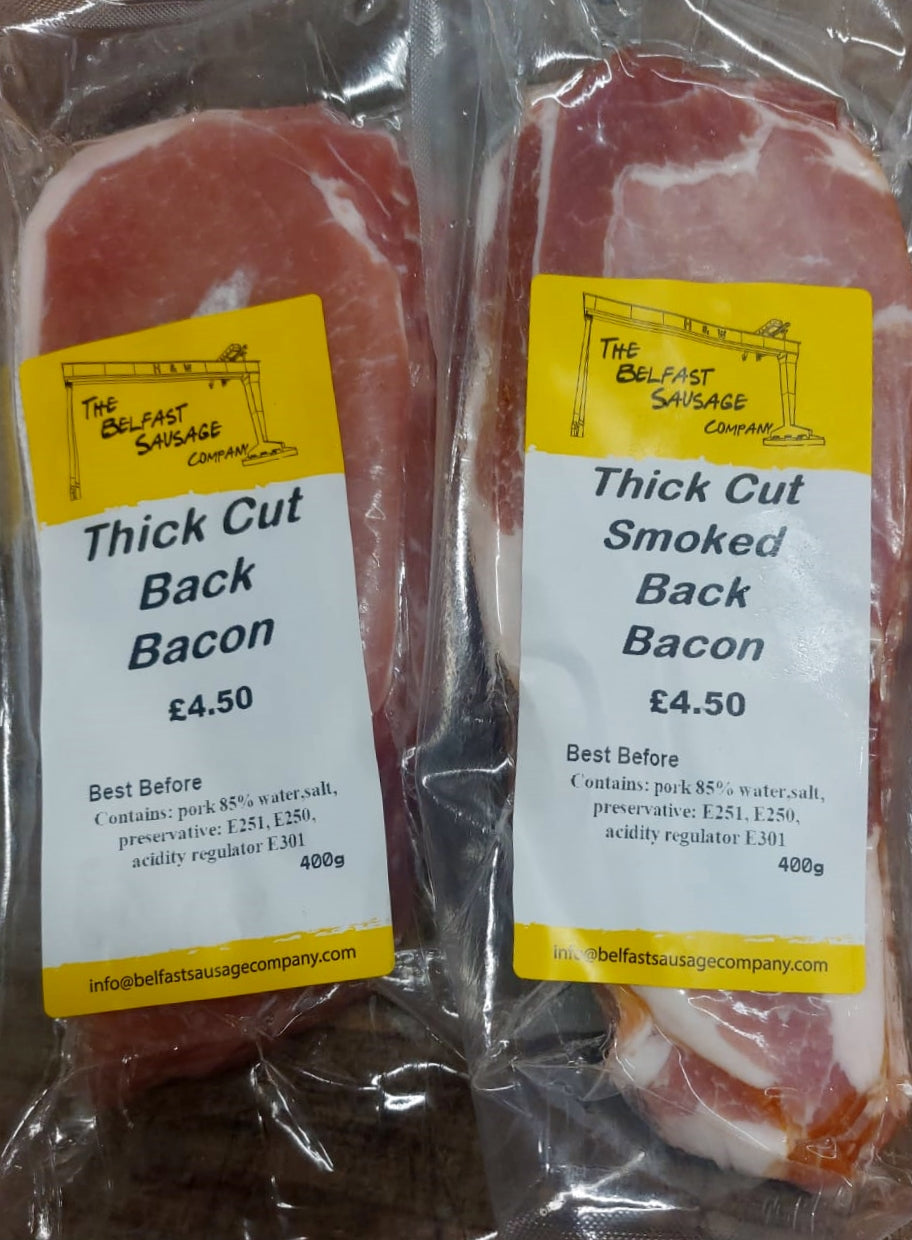 H & W
THE
BELFAST
SAUSAGE
COMPANY
Thick Cut
Back
Bacon
£4.50
Best Before
Contains: pork 85% water,salt,
preservative: E251, E250,
acidity regulator E301
400g
info@belfastsausagecompany.com
H & W
THE
BELFAST
SAUSAGE
COMPANY
Thick Cut
Smoked
Back
Bacon
£4.50
Best Before
Contains: pork 85% water,salt,
preservative: E251, E250,
acidity regulator E301
400g
info@belfastsausagecompany.com